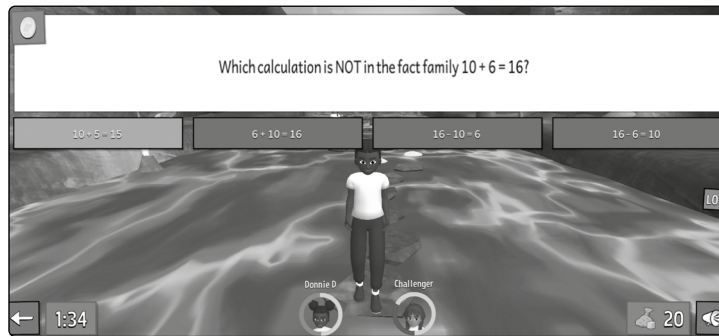 Which calculation is NOT in the fact family 10 + 6 = 16?
10 + 5 = 15
6 + 10 = 16
16 - 10 = 6
16 - 6 = 10
LO
Donnie D
Challenger
1:34
20